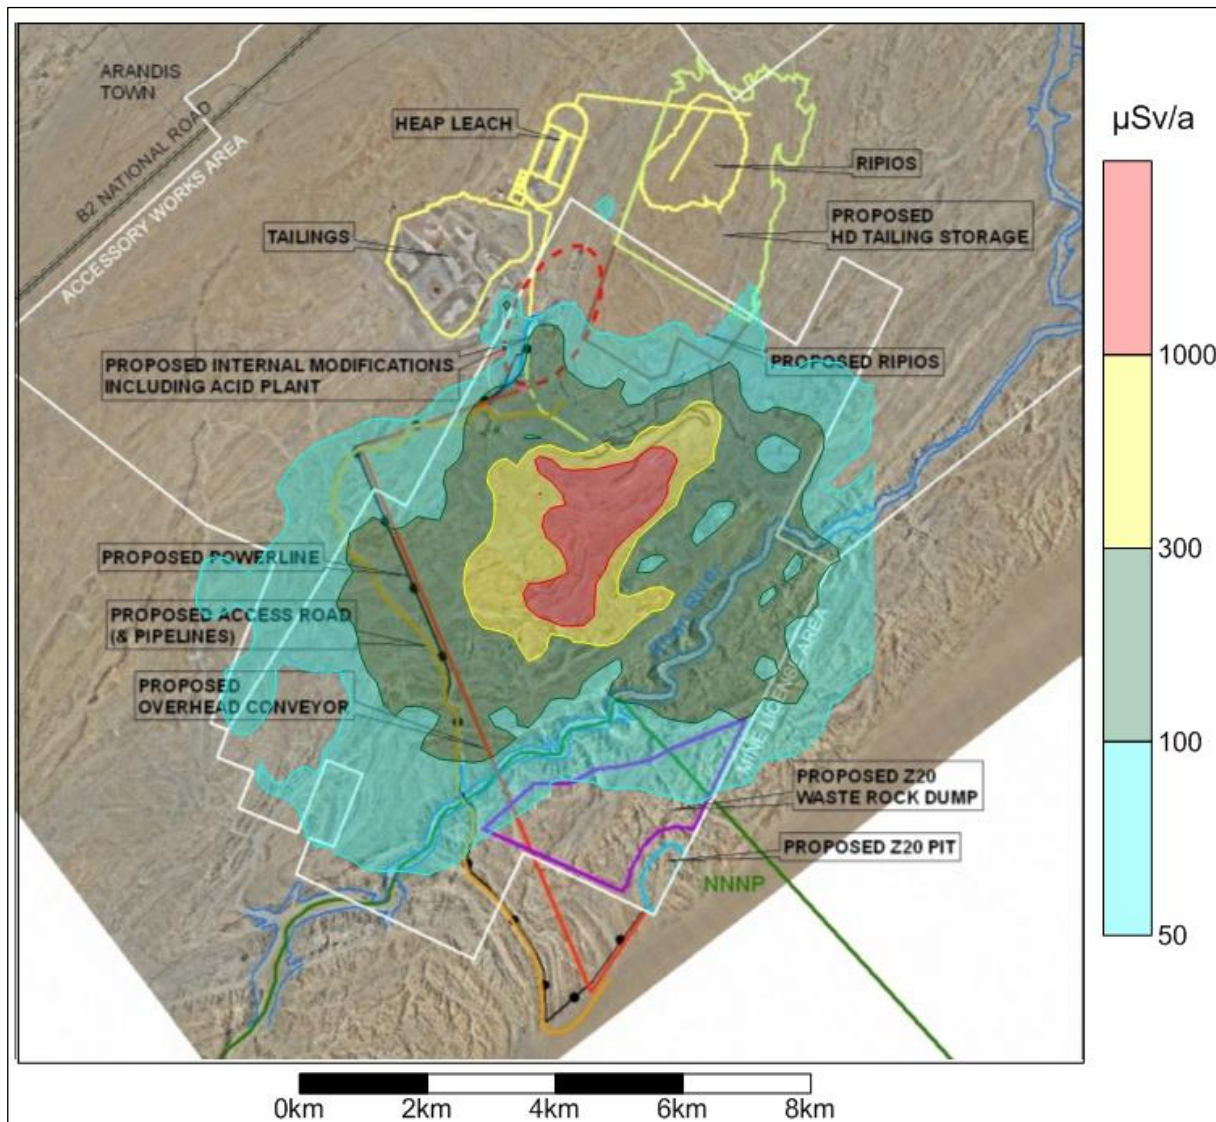 µSv/a
1000
300
100
50
ARANDIS
TOWN
B2 NATIONAL ROAD
ACCESSORY WORKS AREA
HEAP LEACH
RIPIOS
PROPOSED
HD TAILING STORAGE
TAILINGS
PROPOSED INTERNAL MODIFICATIONS
INCLUDING ACID PLANT
PROPOSED RIPIOS
PROPOSED POWERLINE
PROPOSED ACCESS ROAD
(& PIPELINES)
PROPOSED
OVERHEAD CONVEYOR
River
MINE LICENSE AREA
PROPOSED Z20
WASTE ROCK DUMP
PROPOSED Z20 PIT
NNNP
0km 2km 4km 6km 8km